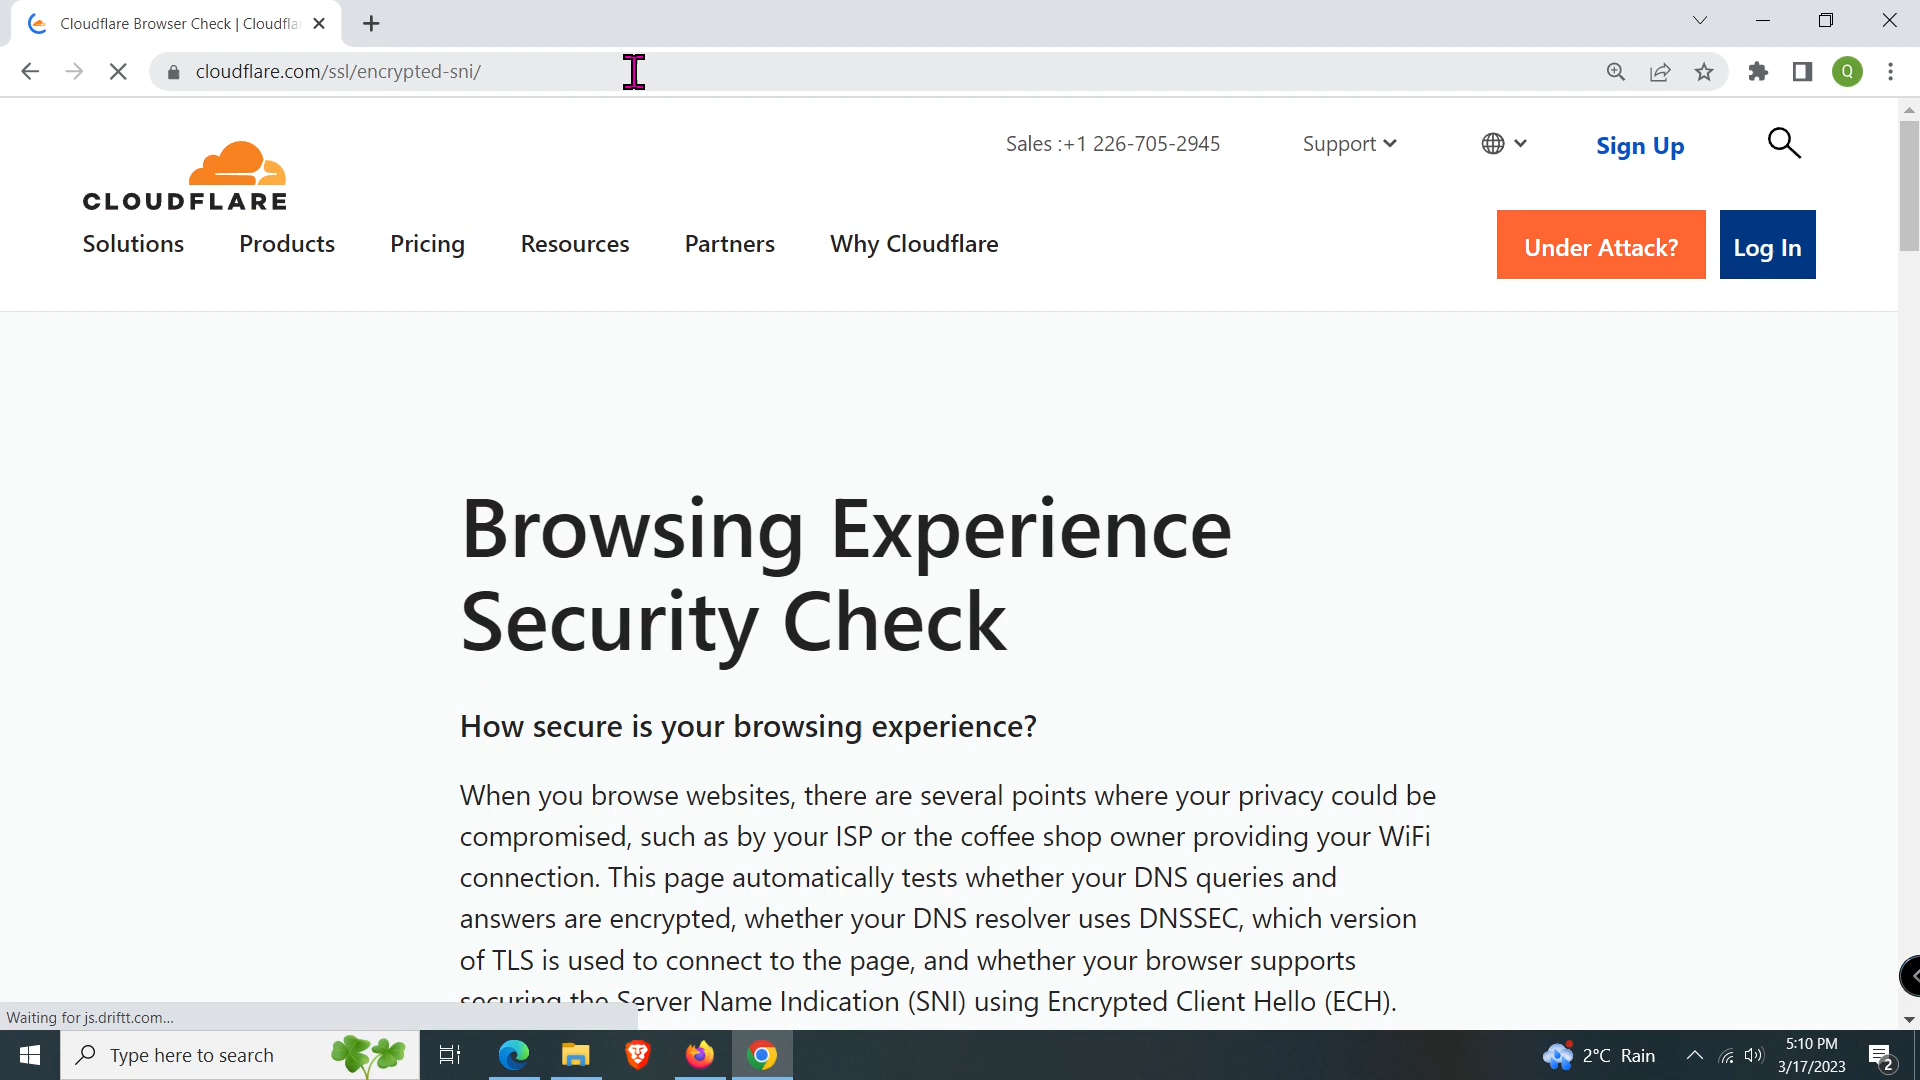 Cloudflare Browser Check | Cloudfla
cloudflare.com/ssl/encrypted-sni/
Q
Sales :+1 226-705-2945
Support
Sign Up
CLOUDFLARE
Solutions
Products
Pricing
Resources
Partners
Why Cloudflare
Under Attack?
Log In
Browsing Experience
Security Check
How secure is your browsing experience?
When you browse websites, there are several points where your privacy could be
compromised, such as by your ISP or the coffee shop owner providing your WiFi
connection. This page automatically tests whether your DNS queries and
answers are encrypted, whether your DNS resolver uses DNSSEC, which version
of TLS is used to connect to the page, and whether your browser supports
securing the Server Name Indication (SNI) using Encrypted Client Hello (ECH).
Waiting for js.driftt.com...
Type here to search
2°C Rain
5:10 PM
3/17/2023
2